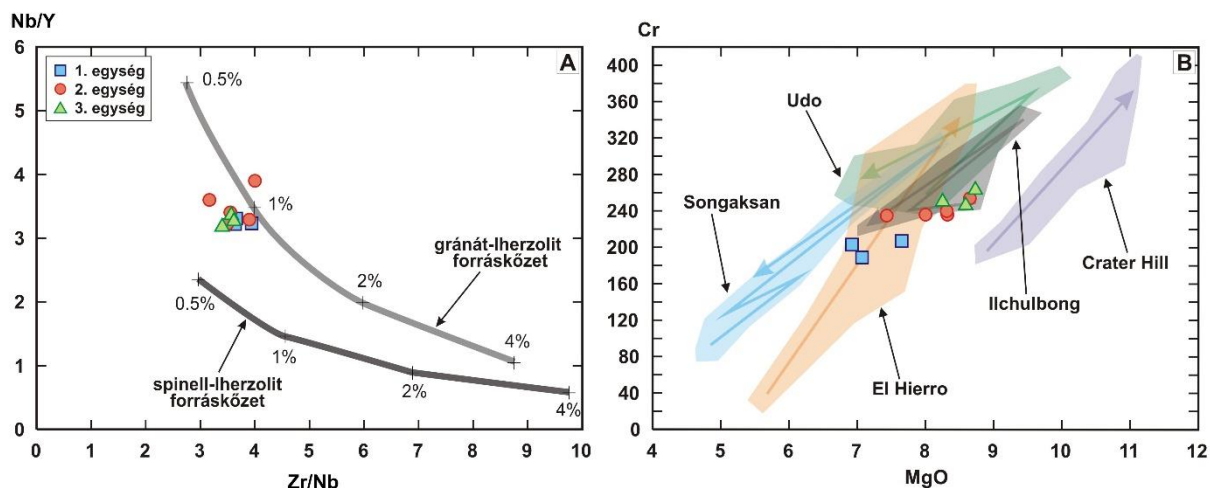 Nb/Y
6
5
4
3
2
1
0
0 1 2 3 4 5 6 7 8 9 10
Zr/Nb
A
1. egység
2. egység
3. egység
0.5%
1%
2%
4%
gránát-lherzolit
forráskőzet
0.5%
1%
2%
4%
spinell-lherzolit
forráskőzet
Cr
400
360
320
280
240
200
160
120
80
40
0
4 5 6 7 8 9 10 11 12
MgO
B
Udo
Songaksan
Crater Hill
Ilchulbong
El Hierro